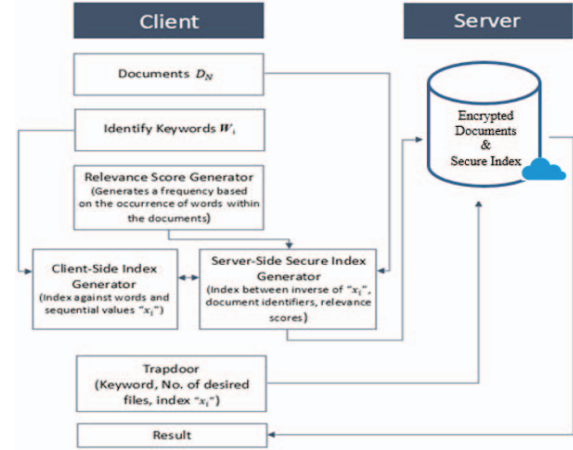 Client
Server
Documents D_N
Identify Keywords W_i
Relevance Score Generator
(Generates a frequency based
on the occurrence of words within
the documents)
Client-Side Index
Generator
(Index against words and
sequential values "x_i")
Server-Side Secure Index
Generator
(Index between inverse of "x_i",
document identifiers, relevance
scores)
Encrypted
Documents
&
Secure Index
Trapdoor
(Keyword, No. of desired
files, index "x_i")
Result